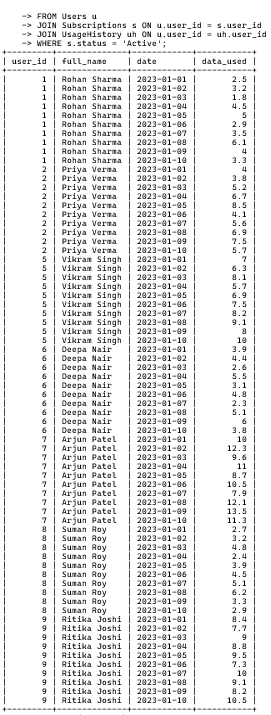 -> FROM Users u
-> JOIN Subscriptions s ON u.user_id = s.user_id
-> JOIN UsageHistory uh ON u.user_id = uh.user_id
-> WHERE s.status = 'Active';
+---------+--------------+------------+-----------+
| user_id | full_name | date | data_used |
+---------+--------------+------------+-----------+
| 1 | Rohan Sharma | 2023-01-01 | 2.5 |
| 1 | Rohan Sharma | 2023-01-02 | 3.2 |
| 1 | Rohan Sharma | 2023-01-03 | 1.8 |
| 1 | Rohan Sharma | 2023-01-04 | 4.5 |
| 1 | Rohan Sharma | 2023-01-05 | 5 |
| 1 | Rohan Sharma | 2023-01-06 | 2.9 |
| 1 | Rohan Sharma | 2023-01-07 | 3.5 |
| 1 | Rohan Sharma | 2023-01-08 | 6.1 |
| 1 | Rohan Sharma | 2023-01-09 | 4 |
| 1 | Rohan Sharma | 2023-01-10 | 3.3 |
| 2 | Priya Verma | 2023-01-01 | 4 |
| 2 | Priya Verma | 2023-01-02 | 3.8 |
| 2 | Priya Verma | 2023-01-03 | 5.2 |
| 2 | Priya Verma | 2023-01-04 | 6.7 |
| 2 | Priya Verma | 2023-01-05 | 8.5 |
| 2 | Priya Verma | 2023-01-06 | 4.1 |
| 2 | Priya Verma | 2023-01-07 | 5.6 |
| 2 | Priya Verma | 2023-01-08 | 6.9 |
| 2 | Priya Verma | 2023-01-09 | 7.5 |
| 2 | Priya Verma | 2023-01-10 | 5.7 |
| 5 | Vikram Singh | 2023-01-01 | 7 |
| 5 | Vikram Singh | 2023-01-02 | 6.3 |
| 5 | Vikram Singh | 2023-01-03 | 8.1 |
| 5 | Vikram Singh | 2023-01-04 | 5.7 |
| 5 | Vikram Singh | 2023-01-05 | 6.9 |
| 5 | Vikram Singh | 2023-01-06 | 7.5 |
| 5 | Vikram Singh | 2023-01-07 | 8.2 |
| 5 | Vikram Singh | 2023-01-08 | 9.1 |
| 5 | Vikram Singh | 2023-01-09 | 8 |
| 5 | Vikram Singh | 2023-01-10 | 10 |
| 6 | Deepa Nair | 2023-01-01 | 3.9 |
| 6 | Deepa Nair | 2023-01-02 | 4.4 |
| 6 | Deepa Nair | 2023-01-03 | 2.6 |
| 6 | Deepa Nair | 2023-01-04 | 5.5 |
| 6 | Deepa Nair | 2023-01-05 | 3.1 |
| 6 | Deepa Nair | 2023-01-06 | 4.8 |
| 6 | Deepa Nair | 2023-01-07 | 2.3 |
| 6 | Deepa Nair | 2023-01-08 | 5.1 |
| 6 | Deepa Nair | 2023-01-09 | 6 |
| 6 | Deepa Nair | 2023-01-10 | 3.8 |
| 7 | Arjun Patel | 2023-01-01 | 10 |
| 7 | Arjun Patel | 2023-01-02 | 12.3 |
| 7 | Arjun Patel | 2023-01-03 | 9.6 |
| 7 | Arjun Patel | 2023-01-04 | 11 |
| 7 | Arjun Patel | 2023-01-05 | 8.7 |
| 7 | Arjun Patel | 2023-01-06 | 10.5 |
| 7 | Arjun Patel | 2023-01-07 | 7.9 |
| 7 | Arjun Patel | 2023-01-08 | 12.1 |
| 7 | Arjun Patel | 2023-01-09 | 13.5 |
| 7 | Arjun Patel | 2023-01-10 | 11.3 |
| 8 | Suman Roy | 2023-01-01 | 2.7 |
| 8 | Suman Roy | 2023-01-02 | 3.2 |
| 8 | Suman Roy | 2023-01-03 | 4.8 |
| 8 | Suman Roy | 2023-01-04 | 2.4 |
| 8 | Suman Roy | 2023-01-05 | 3.9 |
| 8 | Suman Roy | 2023-01-06 | 4.5 |
| 8 | Suman Roy | 2023-01-07 | 5.1 |
| 8 | Suman Roy | 2023-01-08 | 6.2 |
| 8 | Suman Roy | 2023-01-09 | 3.3 |
| 8 | Suman Roy | 2023-01-10 | 2.9 |
| 9 | Ritika Joshi | 2023-01-01 | 8.4 |
| 9 | Ritika Joshi | 2023-01-02 | 7.7 |
| 9 | Ritika Joshi | 2023-01-03 | 9 |
| 9 | Ritika Joshi | 2023-01-04 | 8.8 |
| 9 | Ritika Joshi | 2023-01-05 | 9.5 |
| 9 | Ritika Joshi | 2023-01-06 | 7.3 |
| 9 | Ritika Joshi | 2023-01-07 | 10 |
| 9 | Ritika Joshi | 2023-01-08 | 9.1 |
| 9 | Ritika Joshi | 2023-01-09 | 8.2 |
| 9 | Ritika Joshi | 2023-01-10 | 10.5 |
+---------+--------------+------------+-----------+